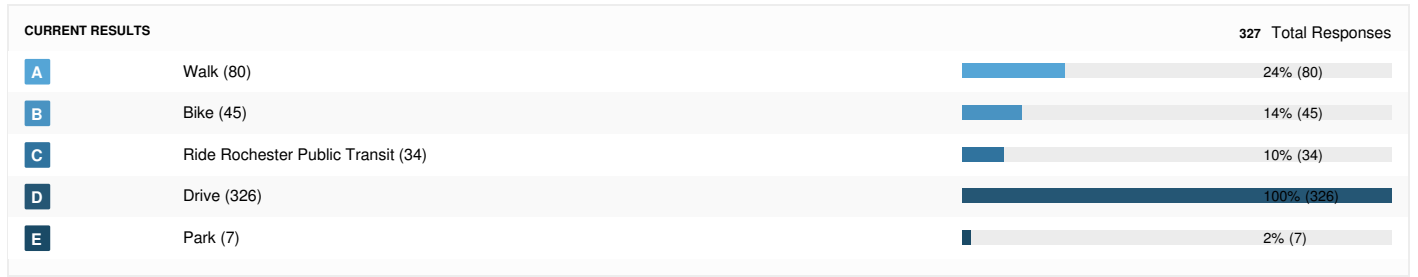 CURRENT RESULTS 327 Total Responses
A Walk (80) 24% (80)
B Bike (45) 14% (45)
C Ride Rochester Public Transit (34) 10% (34)
D Drive (326) 100% (326)
E Park (7) 2% (7)